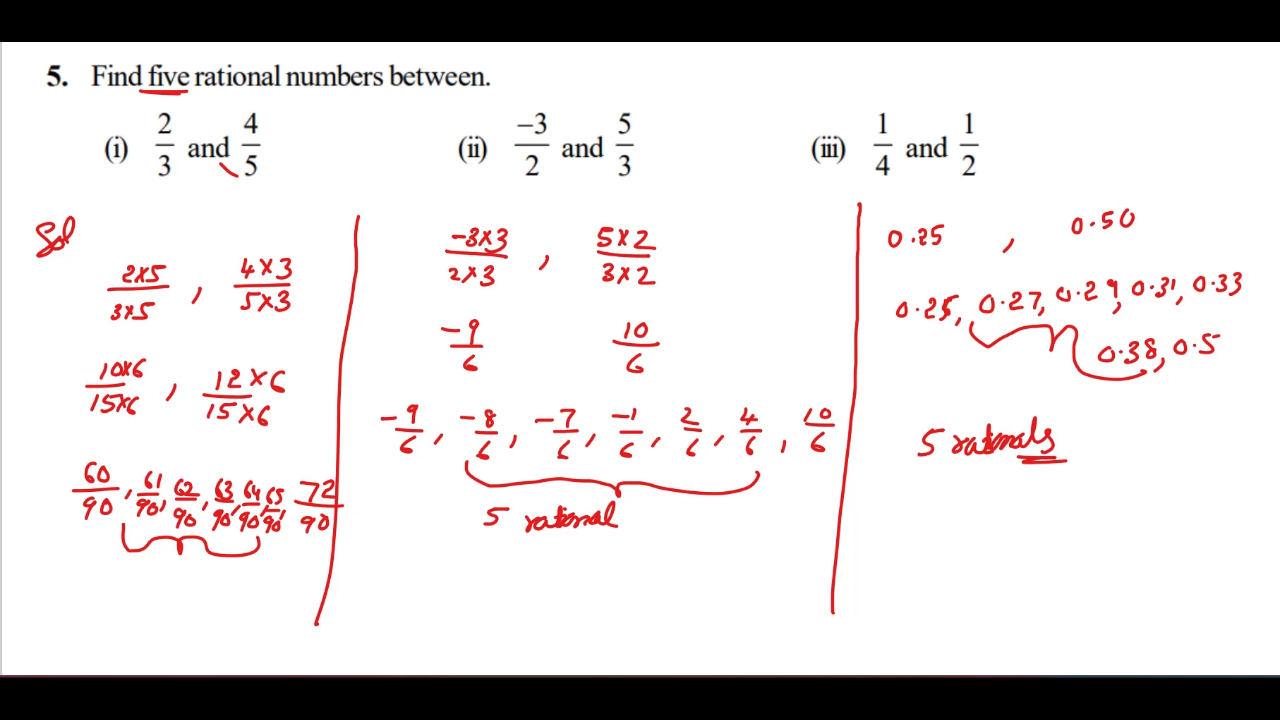 5. Find five rational numbers between.
(i) 2/3 and 4/5 (ii) -3/2 and 5/3 (iii) 1/4 and 1/2
Sol
2×5/3×5 , 4×3/5×3
10×6/15×6 , 12×6/15×6
60/90, 61/90, 62/90, 63/90, 64/90, 65/90, 72/90
-3×3/2×3 , 5×2/3×2
-9/6 10/6
-9/6, -8/6, -7/6, -1/6, 2/6, 4/6, 10/6
5 rational
0.25 , 0.50
0.25, 0.27, 0.29, 0.31, 0.33
0.38, 0.5
5 rationals